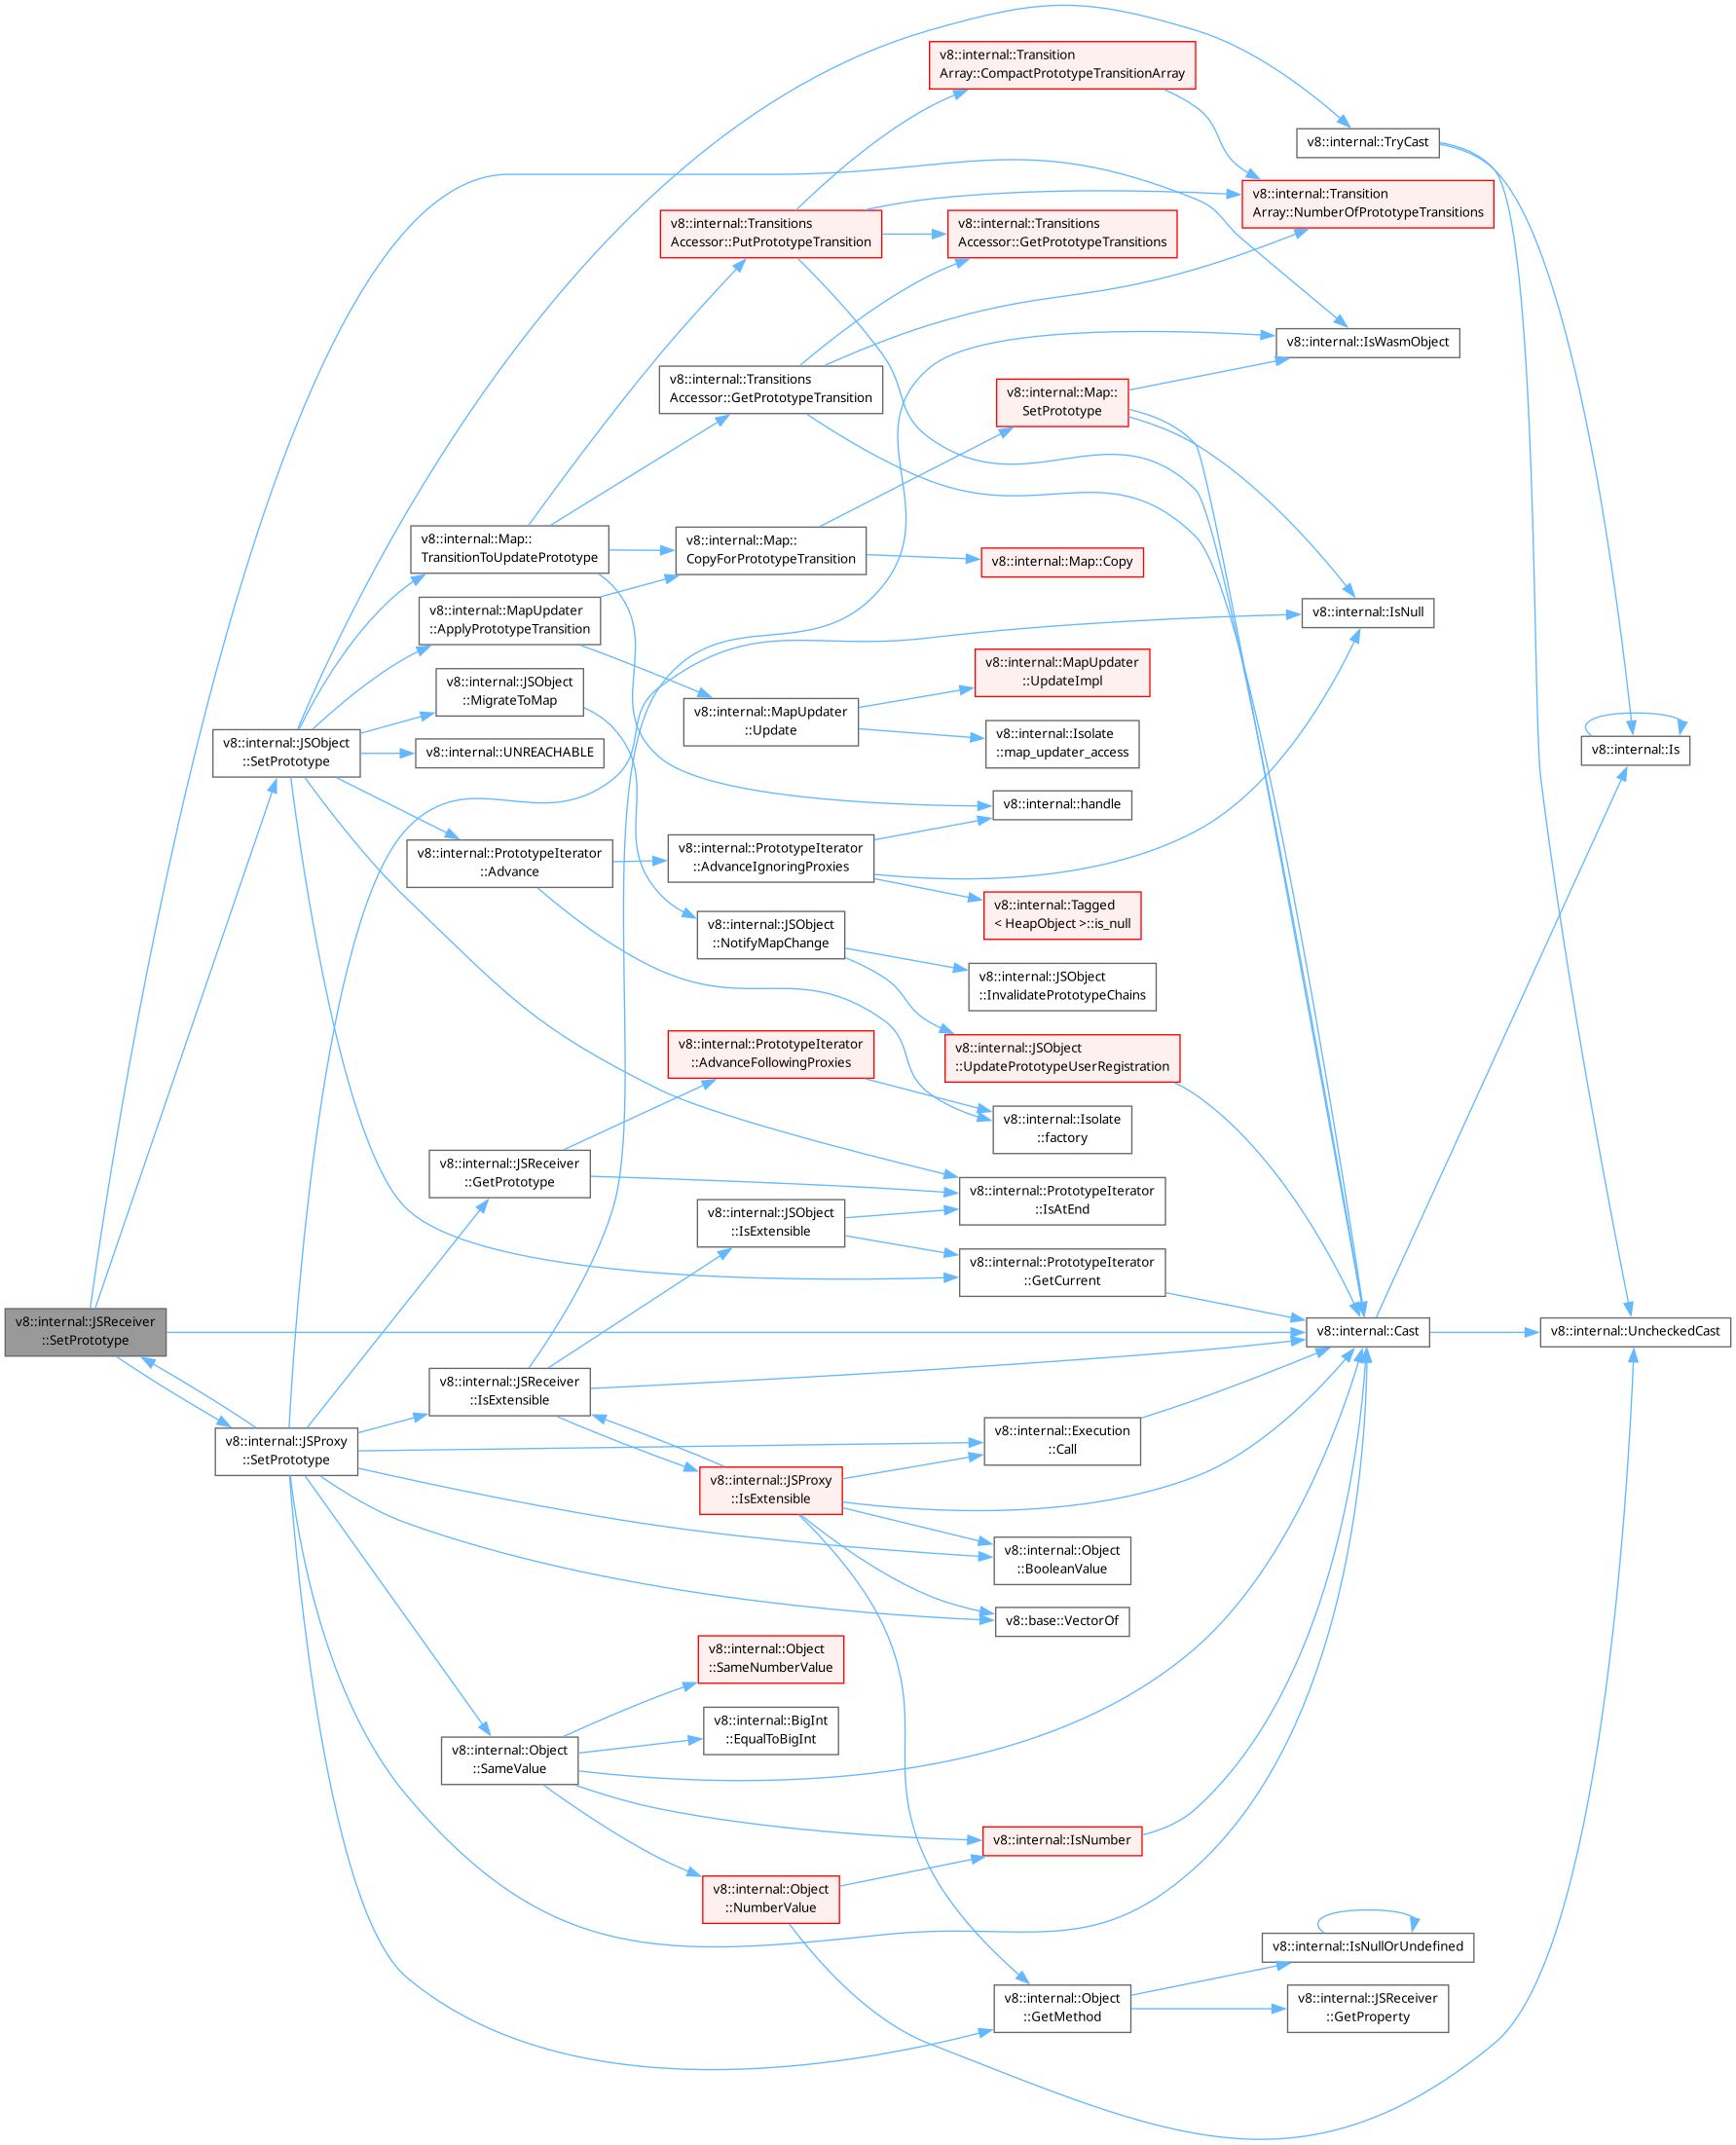 v8::internal::Transition
Array::CompactPrototypeTransitionArray
v8::internal::TryCast
v8::internal::Transition
Array::NumberOfPrototypeTransitions
v8::internal::Transitions
Accessor::PutPrototypeTransition
v8::internal::Transitions
Accessor::GetPrototypeTransitions
v8::internal::IsWasmObject
v8::internal::Transitions
Accessor::GetPrototypeTransition
v8::internal::Map::
SetPrototype
v8::internal::Map::
TransitionToUpdatePrototype
v8::internal::Map::
CopyForPrototypeTransition
v8::internal::Map::Copy
v8::internal::MapUpdater
::ApplyPrototypeTransition
v8::internal::IsNull
v8::internal::JSObject
::MigrateToMap
v8::internal::MapUpdater
::UpdateImpl
v8::internal::MapUpdater
::Update
v8::internal::JSObject
::SetPrototype
v8::internal::UNREACHABLE
v8::internal::Isolate
::map_updater_access
v8::internal::Is
v8::internal::handle
v8::internal::PrototypeIterator
::Advance
v8::internal::PrototypeIterator
::AdvanceIgnoringProxies
v8::internal::Tagged
< HeapObject >::is_null
v8::internal::JSObject
::NotifyMapChange
v8::internal::JSObject
::InvalidatePrototypeChains
v8::internal::PrototypeIterator
::AdvanceFollowingProxies
v8::internal::JSObject
::UpdatePrototypeUserRegistration
v8::internal::Isolate
::factory
v8::internal::JSReceiver
::GetPrototype
v8::internal::PrototypeIterator
::IsAtEnd
v8::internal::JSObject
::IsExtensible
v8::internal::PrototypeIterator
::GetCurrent
v8::internal::JSReceiver
::SetPrototype
v8::internal::Cast
v8::internal::UncheckedCast
v8::internal::JSReceiver
::IsExtensible
v8::internal::JSProxy
::SetPrototype
v8::internal::Execution
::Call
v8::internal::JSProxy
::IsExtensible
v8::internal::Object
::BooleanValue
v8::base::VectorOf
v8::internal::Object
::SameNumberValue
v8::internal::BigInt
::EqualToBigInt
v8::internal::Object
::SameValue
v8::internal::IsNumber
v8::internal::Object
::NumberValue
v8::internal::IsNullOrUndefined
v8::internal::Object
::GetMethod
v8::internal::JSReceiver
::GetProperty